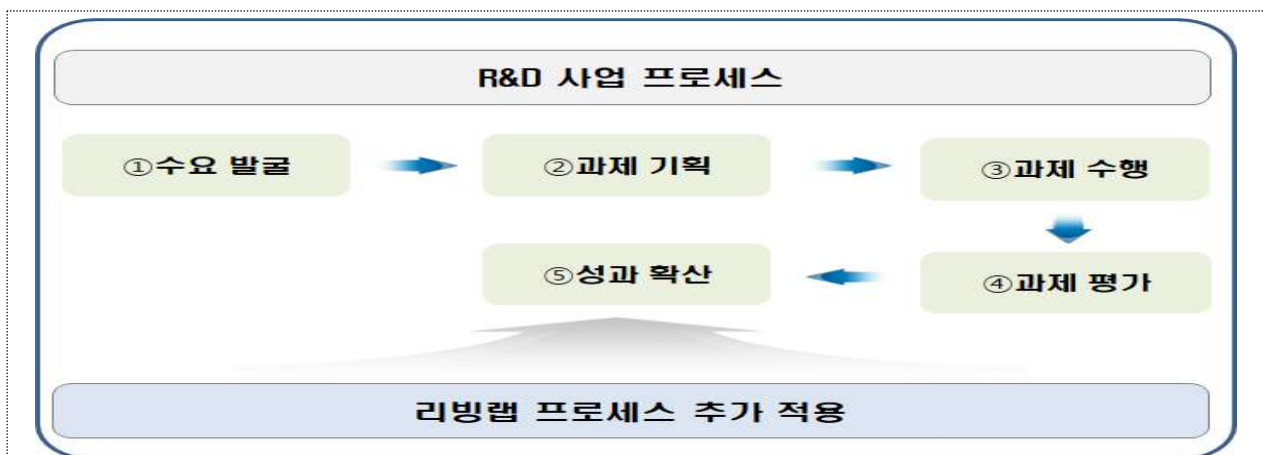 R&D 사업 프로세스
①수요 발굴
②과제 기획
③과제 수행
④과제 평가
⑤성과 확산
리빙랩 프로세스 추가 적용